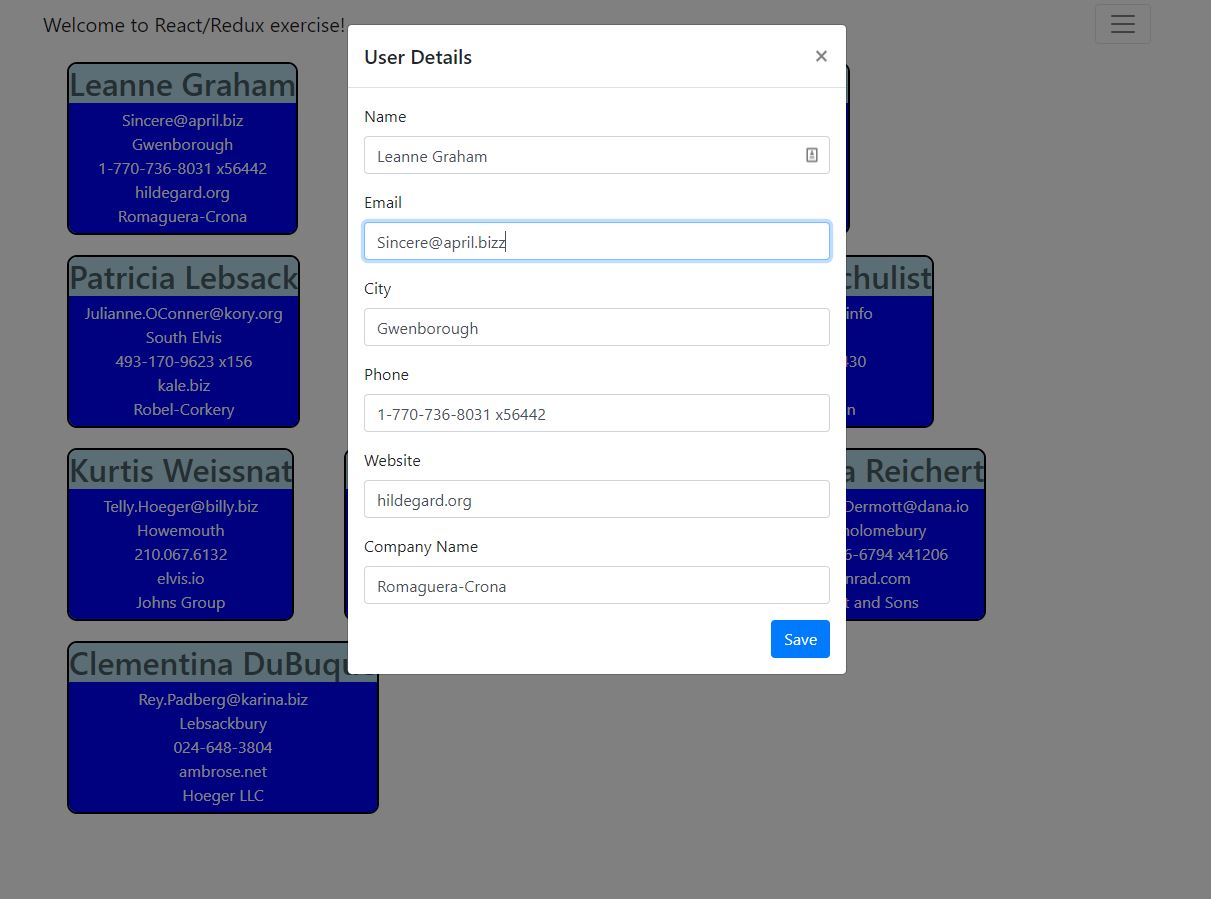 Welcome to React/Redux exercise!
Leanne Graham
Sincere@april.biz
Gwenborough
1-770-736-8031 x56442
hildegard.org
Romaguera-Crona
Patricia Lebsack
Julianne.OConner@kory.org
South Elvis
493-170-9623 x156
kale.biz
Robel-Corkery
chulist
info
430
n
Kurtis Weissnat
Telly.Hoeger@billy.biz
Howemouth
210.067.6132
elvis.io
Johns Group
a Reichert
Dermott@dana.io
holomebury
6-6794 x41206
nrad.com
t and Sons
Clementina DuBuque
Rey.Padberg@karina.biz
Lebsackbury
024-648-3804
ambrose.net
Hoeger LLC
User Details
×
Name
Leanne Graham
Email
Sincere@april.bizz
City
Gwenborough
Phone
1-770-736-8031 x56442
Website
hildegard.org
Company Name
Romaguera-Crona
Save